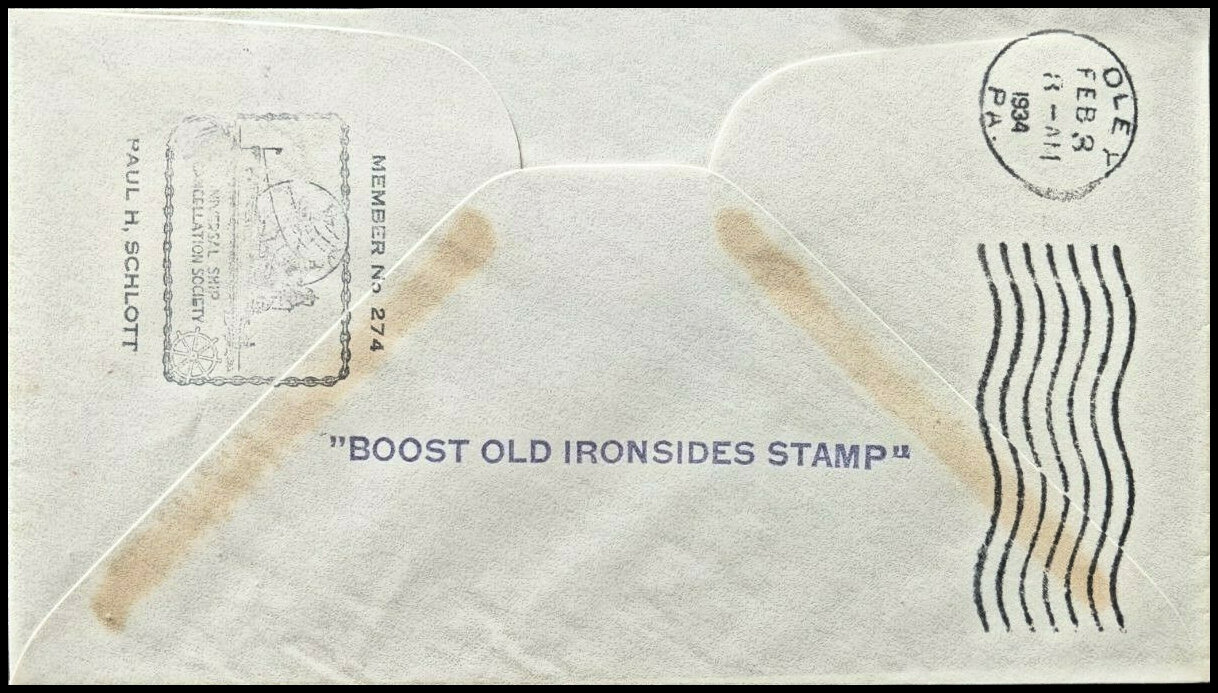 OLEY
FEB 3
8-AM
1934
PA.
MEMBER No. 274
UNIVERSAL SHIP
CANCELLATION SOCIETY
PAUL H, SCHLOTT
"BOOST OLD IRONSIDES STAMP"